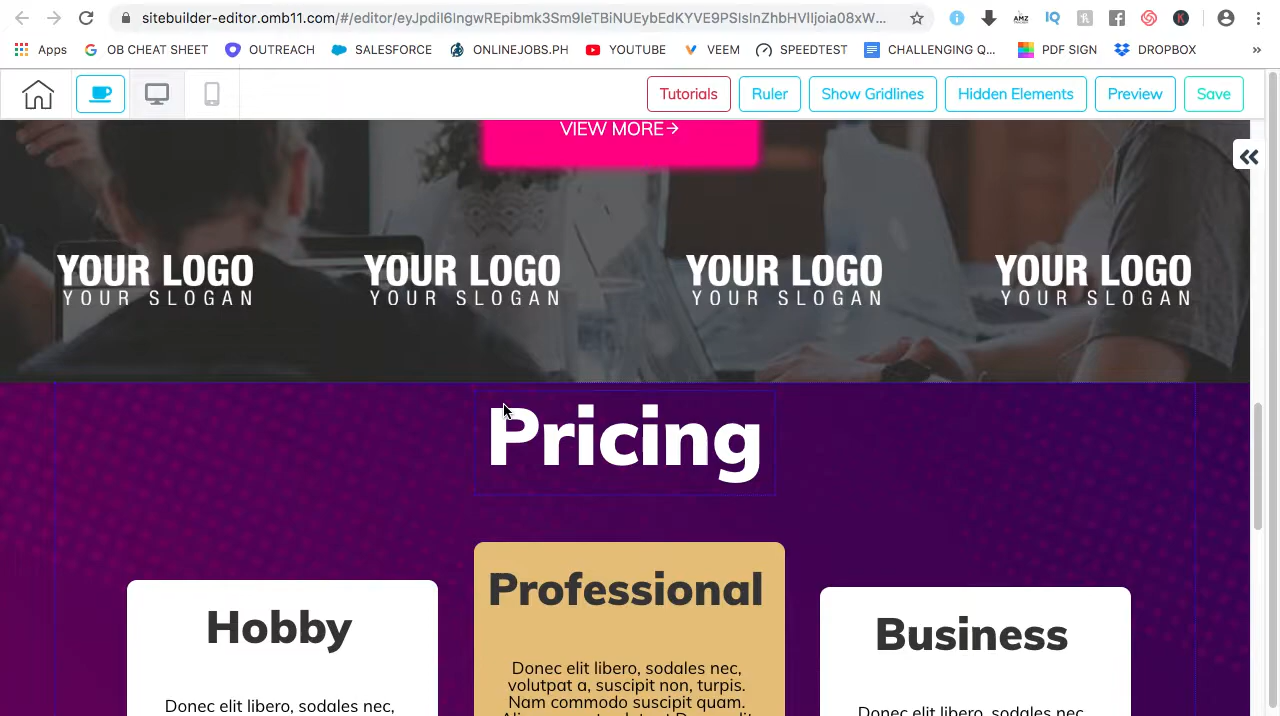 sitebuilder-editor.omb11.com/#/editor/eyJpdiI6IngwREpibmk3Sm9IeTBiNUEybEdKYVE9PSIsInZhbHVlIjoia08xW...
AMZ
IQ
K
Apps
OB CHEAT SHEET
OUTREACH
SALESFORCE
ONLINEJOBS.PH
YOUTUBE
VEEM
SPEEDTEST
CHALLENGING Q...
PDF SIGN
DROPBOX
»
Tutorials
Ruler
Show Gridlines
Hidden Elements
Preview
Save
VIEW MORE→
YOUR LOGO
YOUR SLOGAN
YOUR LOGO
YOUR SLOGAN
YOUR LOGO
YOUR SLOGAN
YOUR LOGO
YOUR SLOGAN
Pricing
Hobby
Donec elit libero, sodales nec,
Professional
Donec elit libero, sodales nec,
volutpat a, suscipit non, turpis.
Nam commodo suscipit quam.
Business
Donec elit libero, sodales nec,